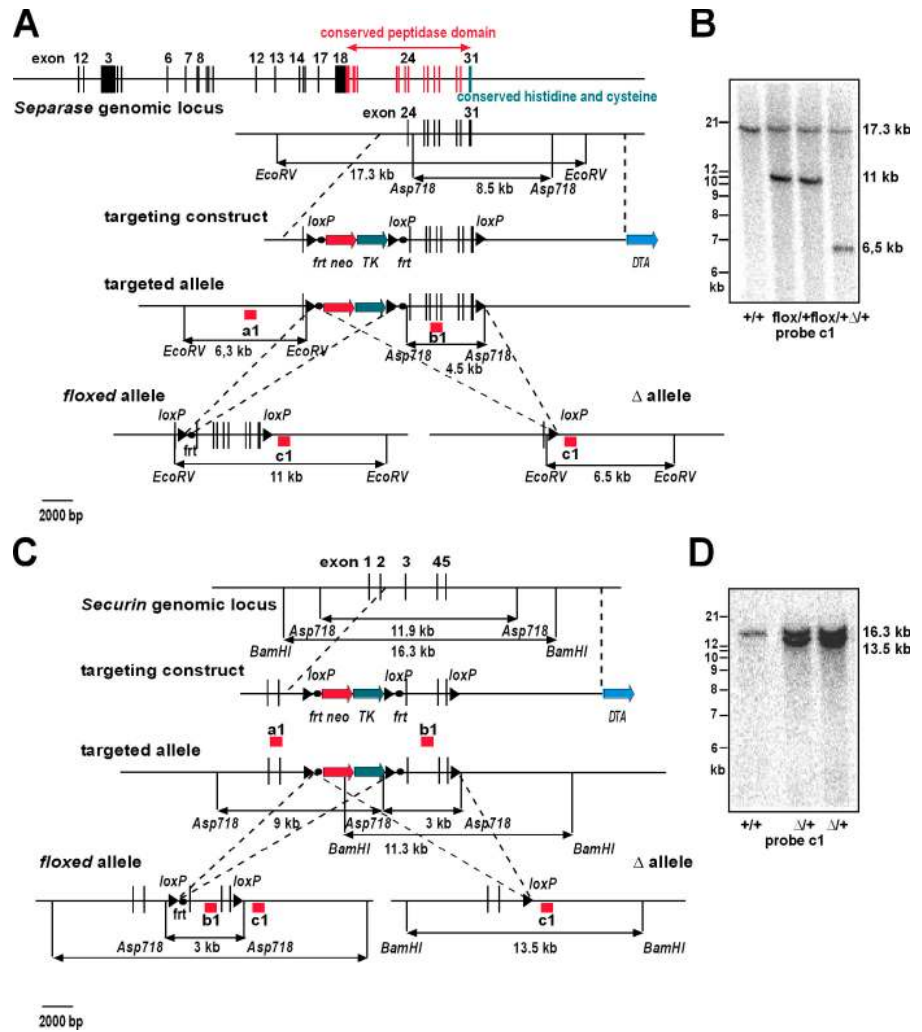 A
conserved peptidase domain
exon 12 3 6 7 8 12 13 14 15 17 18 24 31
conserved histidine and cysteine
Separase genomic locus
exon 24 31
EcoRV 17.3 kb Asp718 8.5 kb Asp718 EcoRV
targeting construct
loxP loxP
frt neo TK frt DTA
targeted allele
a1 b1
EcoRV 6,3 kb EcoRV Asp718 4.5 kb Asp718
floxed allele Δ allele
loxP loxP loxP
frt c1 c1
EcoRV 11 kb EcoRV EcoRV 6.5 kb EcoRV
2000 bp
B
21
12
10
9
8
7
6
kb
17.3 kb
11 kb
6,5 kb
+/+ flox/+ flox/+ Δ/+
probe c1
C
exon 1 2 3 45
Securin genomic locus
Asp718 11.9 kb Asp718
BamHI 16.3 kb BamHI
targeting construct
loxP loxP
frt neo TK frt DTA
a1 b1
targeted allele
Asp718 9 kb Asp718 3 kb Asp718
BamHI 11.3 kb BamHI
floxed allele Δ allele
loxP loxP loxP
frt b1 c1 c1
Asp718 3 kb Asp718 BamHI 13.5 kb BamHI
2000 bp
D
21
12
10
9
8
7
6
kb
16.3 kb
13.5 kb
+/+ Δ/+ Δ/+
probe c1